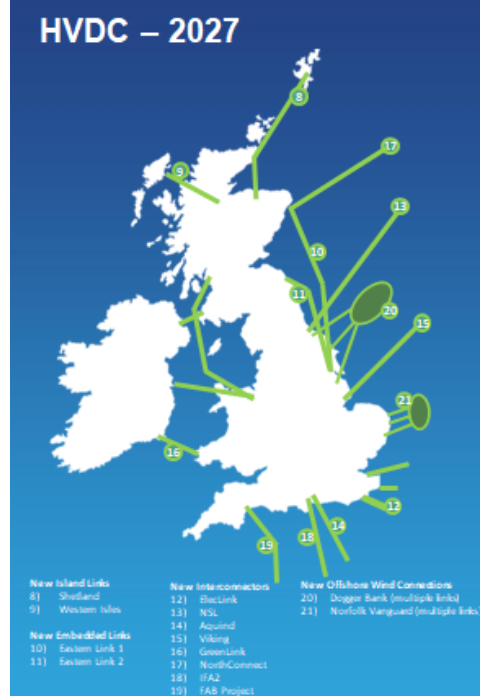 HVDC – 2027
8
17
9
13
10
11
20
15
21
16
12
14
18
19
New Island Links
8) Shetland
9) Western Isles
New Embedded Links
10) Eastern Link 1
11) Eastern Link 2
New Interconnectors
12) ElecLink
13) NSL
14) Aquind
15) Viking
16) GreenLink
17) NorthConnect
18) IFA2
19) FAB Project
New Offshore Wind Connections
20) Dogger Bank (multiple links)
21) Norfolk Vanguard (multiple links)